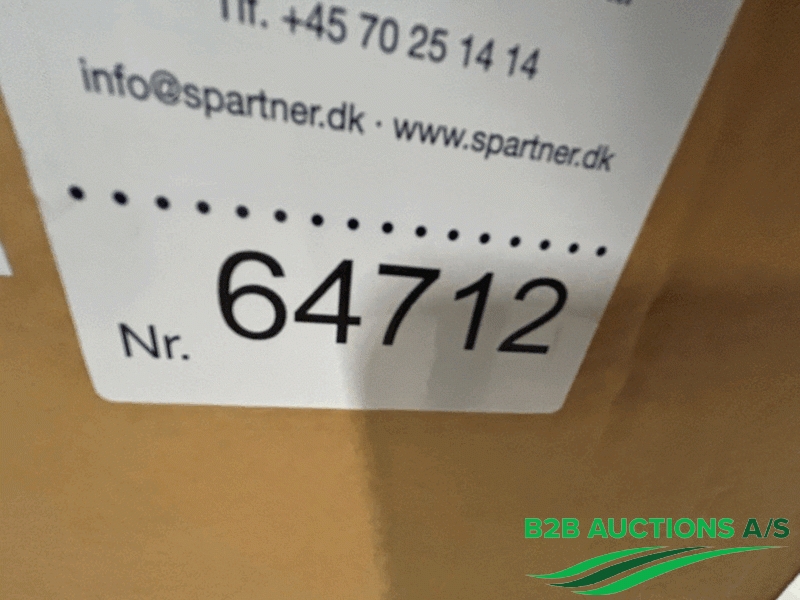 Tlf. +45 70 25 14 14
info@spartner.dk · www.spartner.dk
Nr. 64712
B2B AUCTIONS A/S